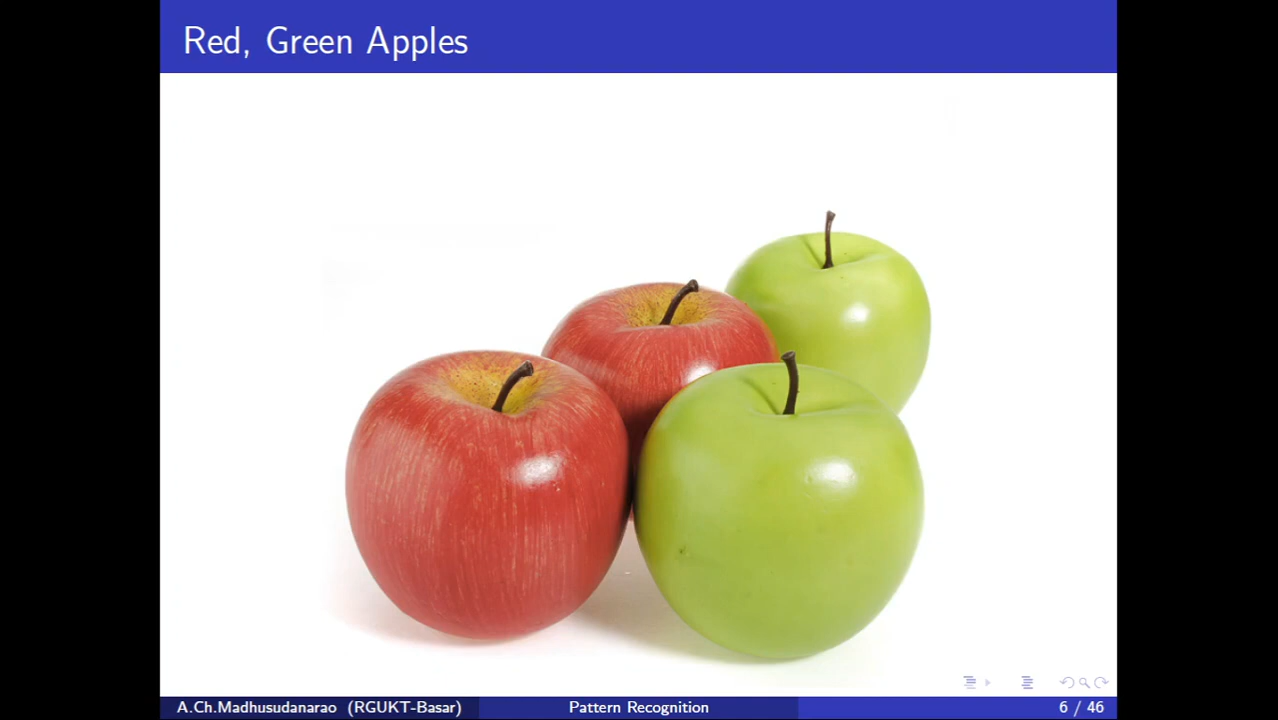 Red, Green Apples
A.Ch.Madhusudanarao (RGUKT-Basar)
Pattern Recognition
6 / 46